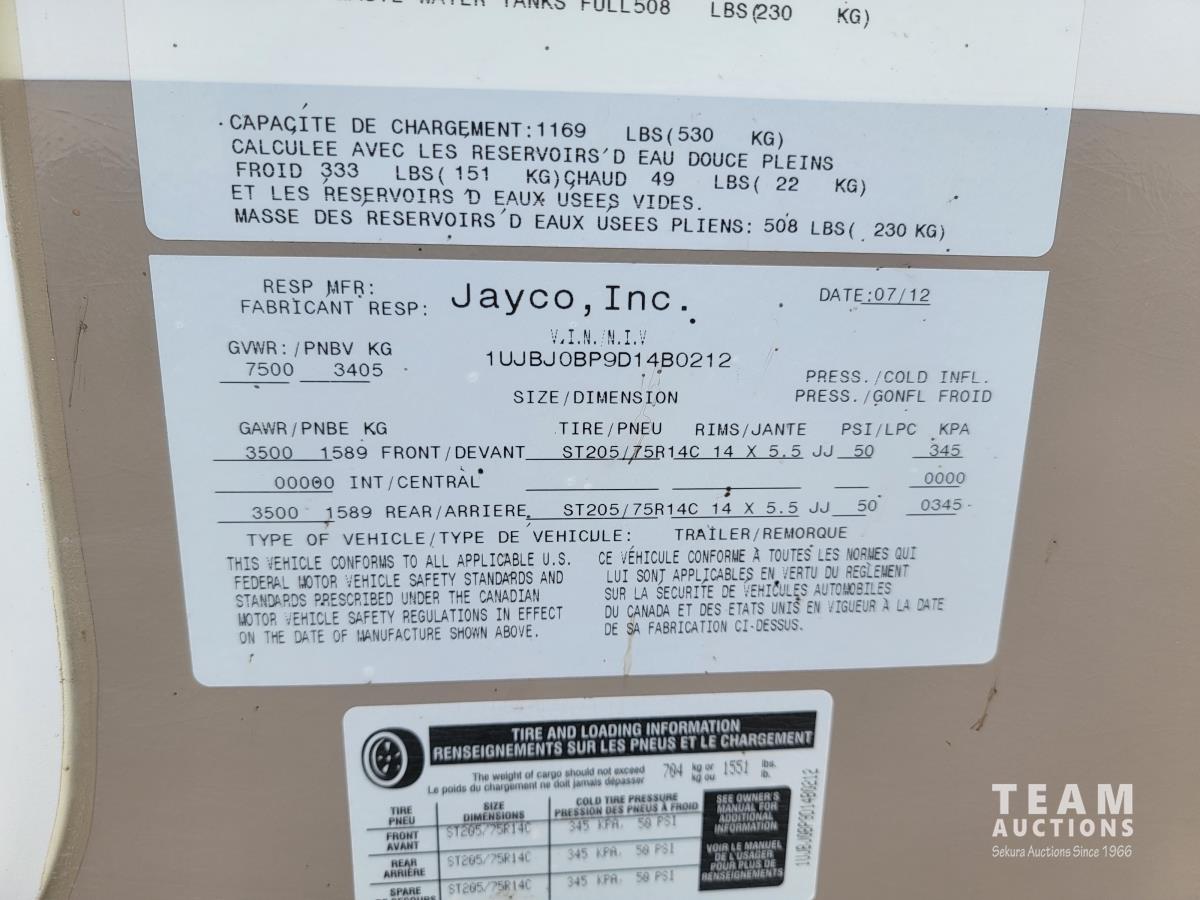 WATER TANKS FULL508 LBS(230 KG)
CAPACITE DE CHARGEMENT:1169 LBS(530 KG)
CALCULEE AVEC LES RESERVOIRS'D EAU DOUCE PLEINS
FROID 333 LBS( 151 KG)CHAUD 49 LBS( 22 KG)
ET LES RESERVOIRS 'D EAUX USEES VIDES.
MASSE DES RESERVOIRS'D EAUX USEES PLIENS: 508 LBS( 230 KG)
RESP MFR: Jayco,Inc. DATE:07/12
FABRICANT RESP:
V.I.N./N.I.V
GVWR:/PNBV KG 1UJBJ0BP9D14B0212
7500 3405
PRESS./COLD INFL.
SIZE/DIMENSION PRESS./GONFL FROID
GAWR/PNBE KG TIRE/PNEU RIMS/JANTE PSI/LPC KPA
3500 1589 FRONT/DEVANT ST205/75R14C 14 X 5.5 JJ 50 345
00000 INT/CENTRAL 0000
3500 1589 REAR/ARRIERE ST205/75R14C 14 X 5.5 JJ 50 0345
TYPE OF VEHICLE/TYPE DE VÉHICULE: TRAILER/REMORQUE
THIS VEHICLE CONFORMS TO ALL APPLICABLE U.S.
FEDERAL MOTOR VEHICLE SAFETY STANDARDS AND
STANDARDS PRESCRIBED UNDER THE CANADIAN
MOTOR VEHICLE SAFETY REGULATIONS IN EFFECT
ON THE DATE OF MANUFACTURE SHOWN ABOVE.
CE VÉHICULE CONFORME À TOUTES LES NORMES QUI
LUI SONT APPLICABLES EN VERTU DU REGLEMENT
SUR LA SECURITE DE VEHICULES AUTOMOBILES
DU CANADA ET DES ETATS UNIS EN VIGUEUR À LA DATE
DE SA FABRICATION CI-DESSUS.
TIRE AND LOADING INFORMATION
RENSEIGNEMENTS SUR LES PNEUS ET LE CHARGEMENT
The weight of cargo should not exceed 704 kg or 1551 lbs.
Le poids du chargement ne doit jamais dépasser kg ou lb.
TIRE SIZE COLD TIRE PRESSURE
PNEU DIMENSIONS PRESSION DES PNEUS À FROID
FRONT ST205/75R14C 345 KPA, 50 PSI
AVANT
REAR ST205/75R14C 345 KPA, 50 PSI
ARRIÈRE
SPARE ST205/75R14C 345 KPA, 50 PSI
SEE OWNER'S
MANUAL FOR
ADDITIONAL
INFORMATION
VOIR LE MANUEL
DE L'USAGER
POUR PLUS DE
RENSEIGNEMENTS
1UJBJ0BP9D14B0212
TEAM
AUCTIONS
Sekura Auctions Since 1966